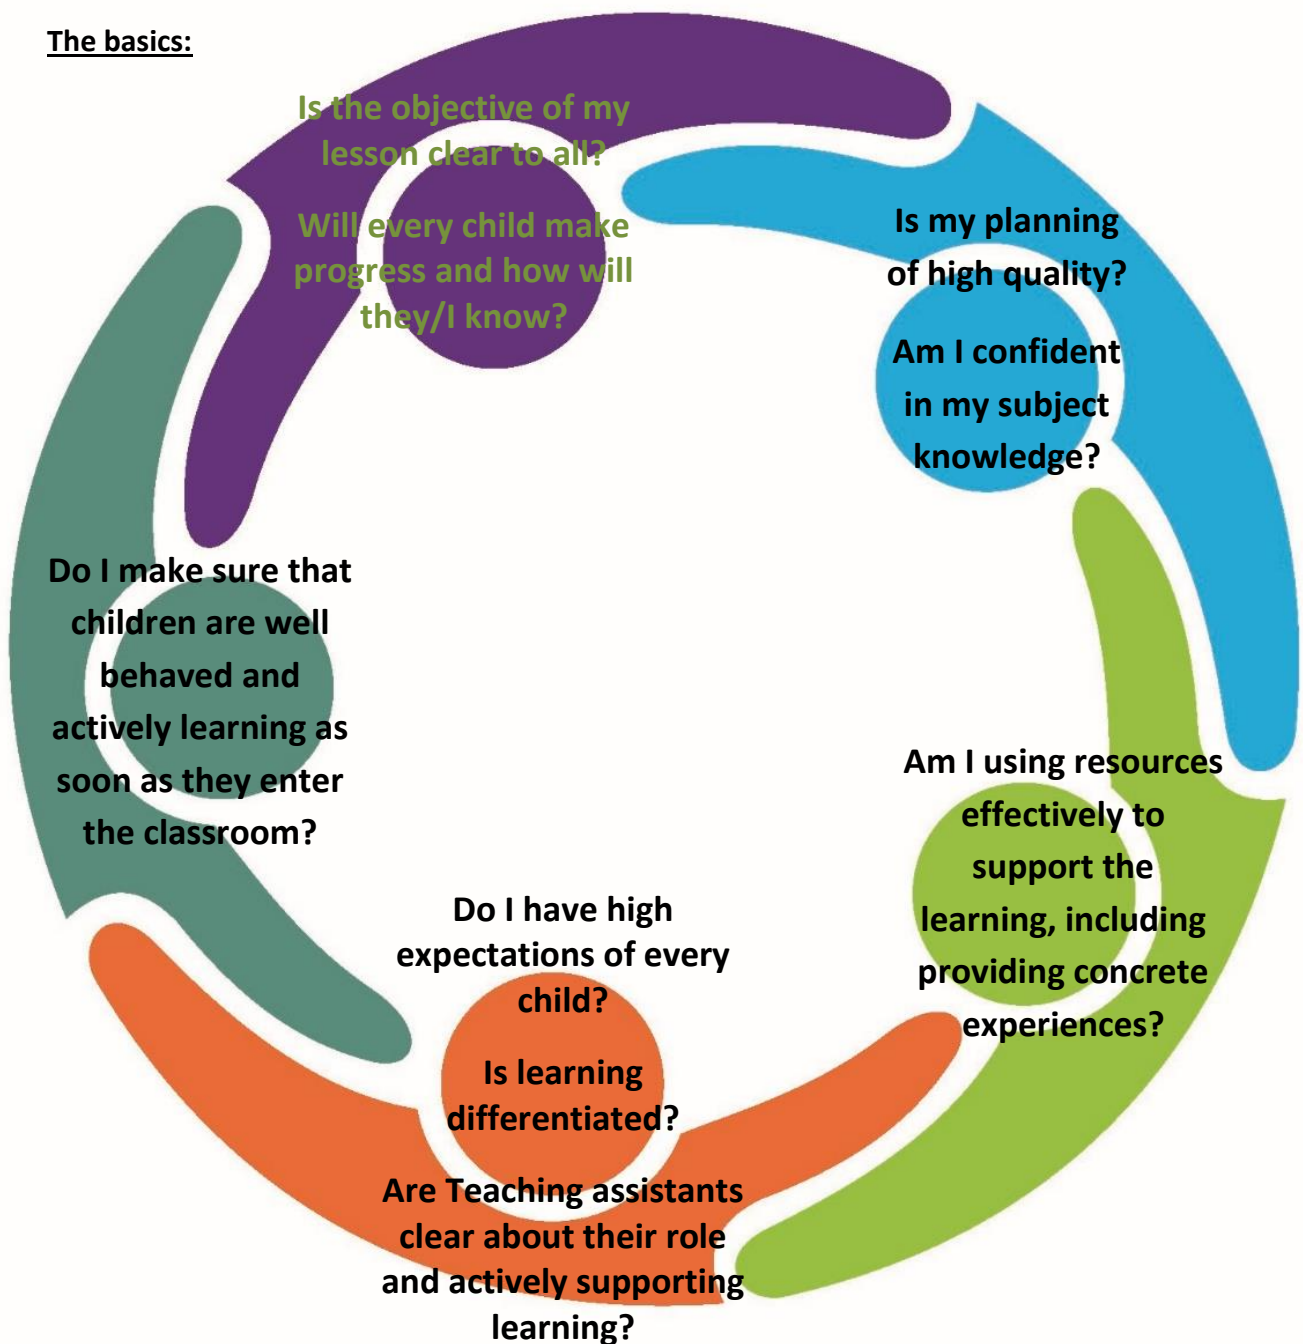 The basics:
Is the objective of my
lesson clear to all?
Will every child make
progress and how will
they/I know?
Is my planning
of high quality?
Am I confident
in my subject
knowledge?
Do I make sure that
children are well
behaved and
actively learning as
soon as they enter
the classroom?
Am I using resources
effectively to
support the
learning, including
providing concrete
experiences?
Do I have high
expectations of every
child?
Is learning
differentiated?
Are Teaching assistants
clear about their role
and actively supporting
learning?